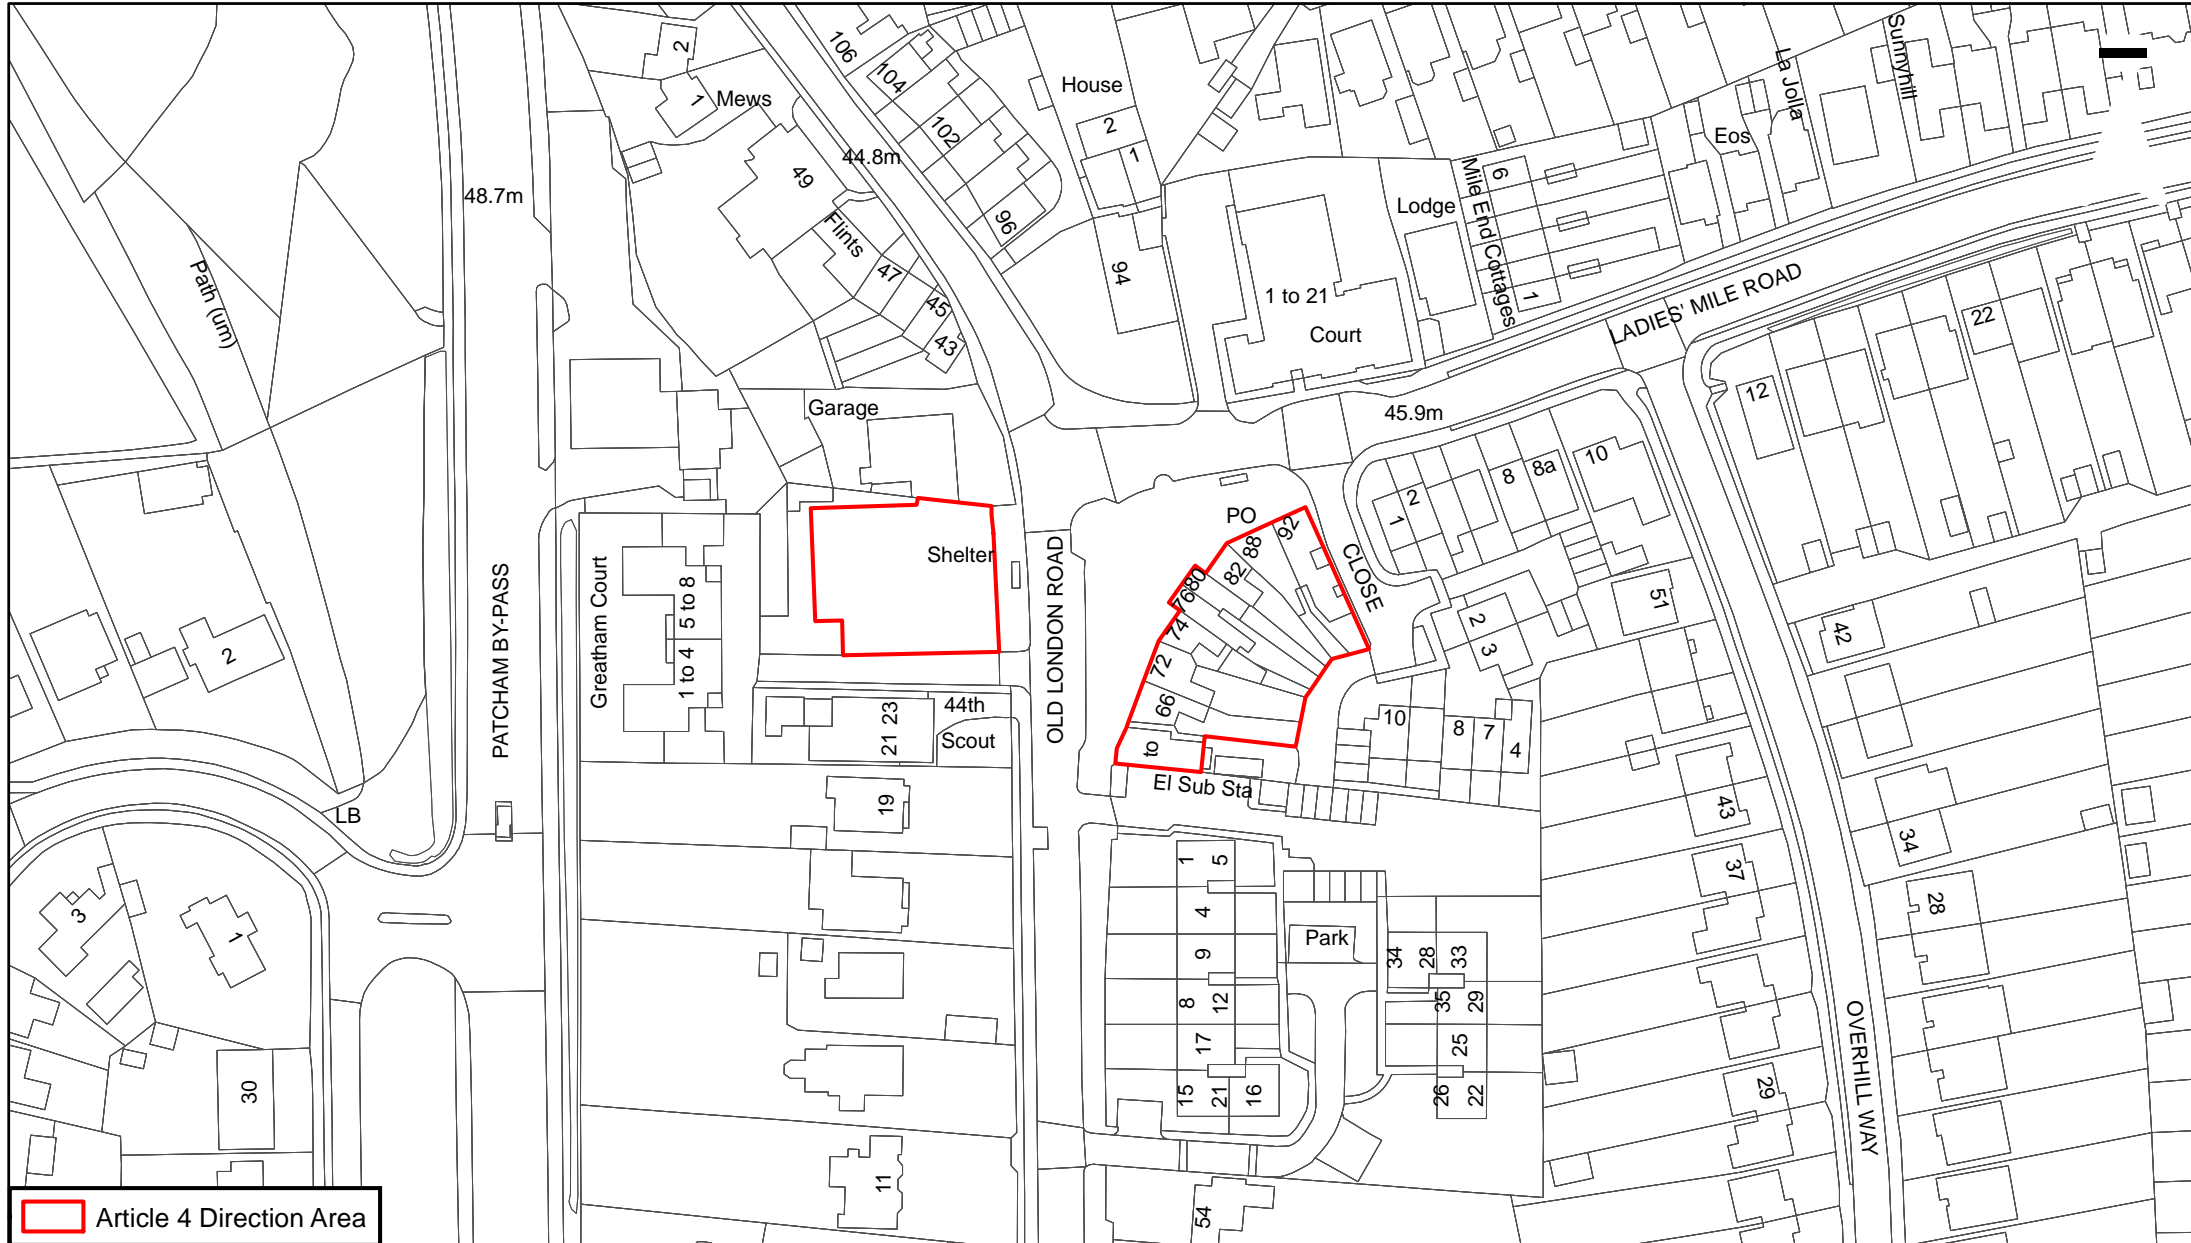 2
1
Mews
106
104
102
96
44.8m
49
Flints
47
45
43
48.7m
Path (um)
House
2
1
94
1 to 21
Court
Lodge
Mile End Cottages
6
1
Eos
La Jolla
Sunnyhill
LADIES' MILE ROAD
22
12
45.9m
Garage
Shelter
PATCHAM BY-PASS
Greatham Court
5 to 8
1 to 4
OLD LONDON ROAD
PO
92
88
82
80
76
74
72
66
to
El Sub Sta
CLOSE
2
1
8
8a
10
2
3
51
42
10
8
7
4
44th
Scout
21 23
19
2
LB
3
1
30
11
1
5
4
9
8
12
17
15
21
16
Park
34
28
33
35
29
25
26
22
54
43
37
29
34
28
OVERHILL WAY
Article 4 Direction Area